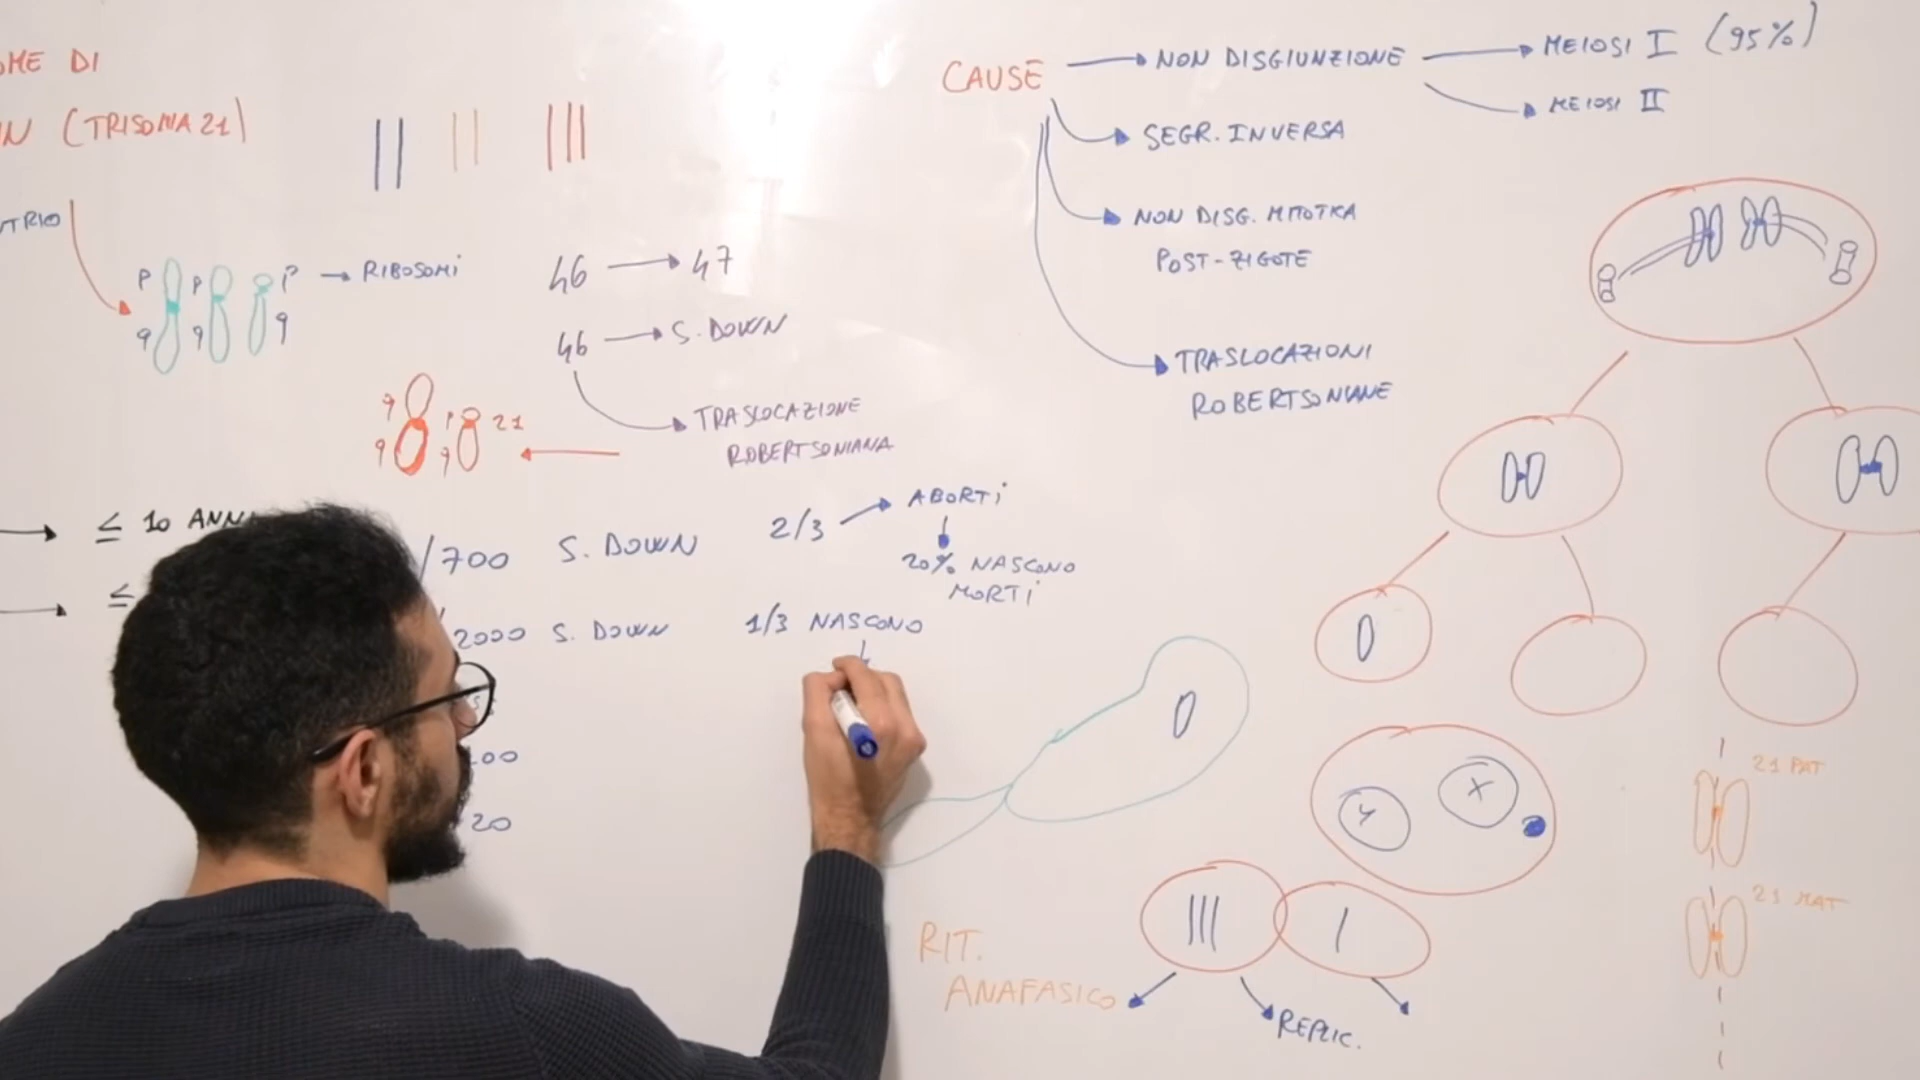 OME DI
N (TRISOMIA 21)
TRIO
P P P → RIBOSOMI
q q q
46 → 47
46 → S. DOWN
TRASLOCAZIONE
ROBERTSONIANA
q P 21
q q
≤ 10 ANN
≤
/700 S. DOWN
2000 S. DOWN
100
20
2/3 → ABORTI
20% NASCONO
MORTI
1/3 NASCONO
CAUSE → NON DISGIUNZIONE → MEIOSI I (95%)
MEIOSI II
SEGR. INVERSA
NON DISG. MITOTICA
POST-ZIGOTE
TRASLOCAZIONI
ROBERTSONIANE
Y X
21 PAT
21 MAT
RIT.
ANAFASICO
REPLIC.